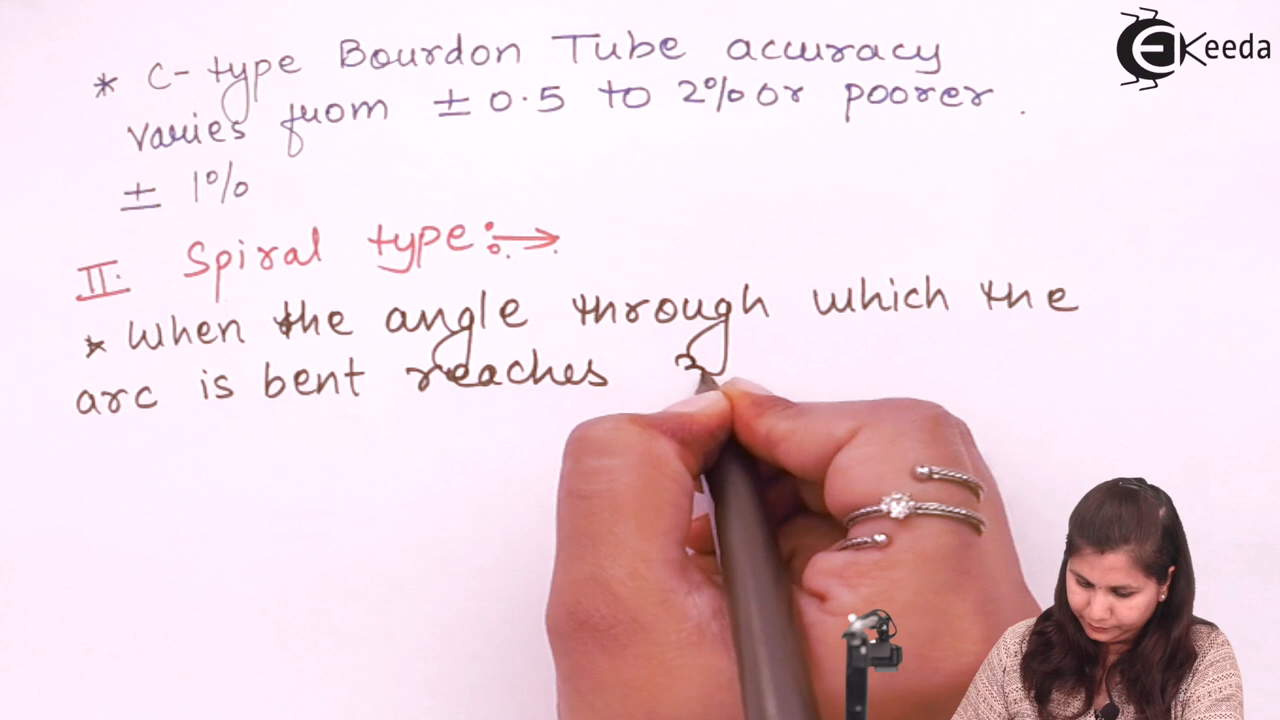 Keeda
* C-type Bourdon Tube accuracy
varies from ± 0.5 to 2% or poorer.
± 1%
II. Spiral type:→
* When the angle through which the
arc is bent reaches